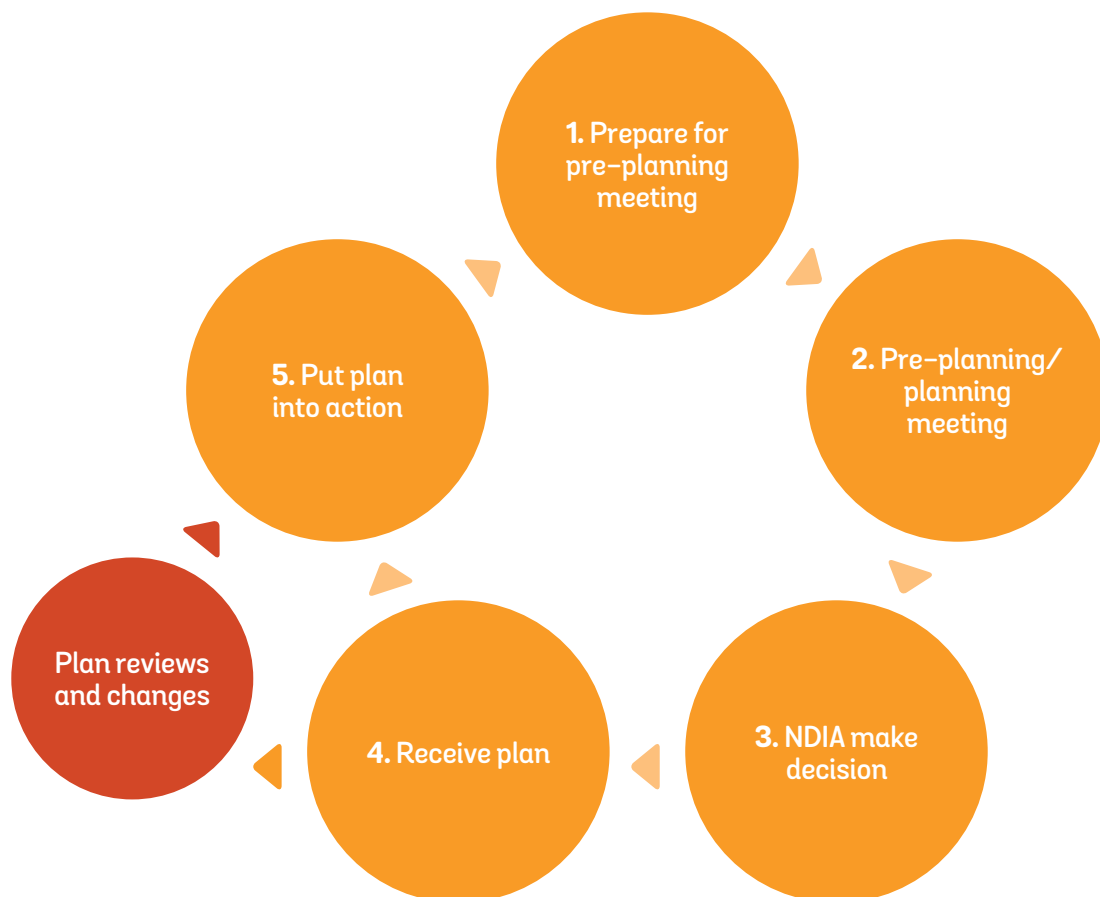 1. Prepare for
pre-planning
meeting
2. Pre-planning/
planning
meeting
3. NDIA make
decision
4. Receive plan
5. Put plan
into action
Plan reviews
and changes